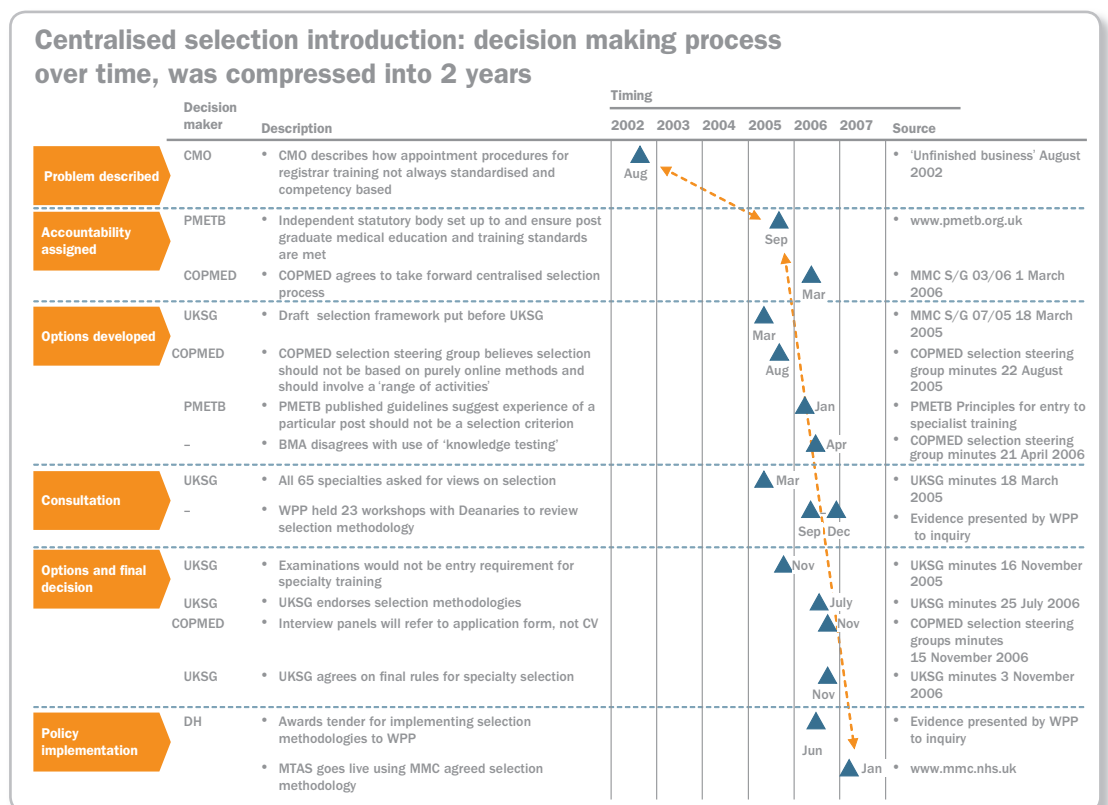 Centralised selection introduction: decision making process
over time, was compressed into 2 years
Timing
Decision
maker
Description
2002 2003 2004 2005 2006 2007
Source
Problem described
CMO
• CMO describes how appointment procedures for
registrar training not always standardised and
competency based
Aug
• 'Unfinished business' August
2002
Accountability
assigned
PMETB
• Independent statutory body set up to and ensure post
graduate medical education and training standards
are met
Sep
• www.pmetb.org.uk
COPMED
• COPMED agrees to take forward centralised selection
process
Mar
• MMC S/G 03/06 1 March
2006
Options developed
UKSG
• Draft selection framework put before UKSG
Mar
• MMC S/G 07/05 18 March
2005
COPMED
• COPMED selection steering group believes selection
should not be based on purely online methods and
should involve a 'range of activities'
Aug
• COPMED selection steering
group minutes 22 August
2005
PMETB
• PMETB published guidelines suggest experience of a
particular post should not be a selection criterion
Jan
• PMETB Principles for entry to
specialist training
–
• BMA disagrees with use of 'knowledge testing'
Apr
• COPMED selection steering
group minutes 21 April 2006
Consultation
UKSG
• All 65 specialties asked for views on selection
Mar
• UKSG minutes 18 March
2005
–
• WPP held 23 workshops with Deanaries to review
selection methodology
–
Sep Dec
• Evidence presented by WPP
to inquiry
Options and final
decision
UKSG
• Examinations would not be entry requirement for
specialty training
Nov
• UKSG minutes 16 November
2005
UKSG
• UKSG endorses selection methodologies
July
• UKSG minutes 25 July 2006
COPMED
• Interview panels will refer to application form, not CV
Nov
• COPMED selection steering
groups minutes
15 November 2006
UKSG
• UKSG agrees on final rules for specialty selection
Nov
• UKSG minutes 3 November
2006
Policy
implementation
DH
• Awards tender for implementing selection
methodologies to WPP
Jun
• Evidence presented by WPP
to inquiry
• MTAS goes live using MMC agreed selection
methodology
Jan
• www.mmc.nhs.uk